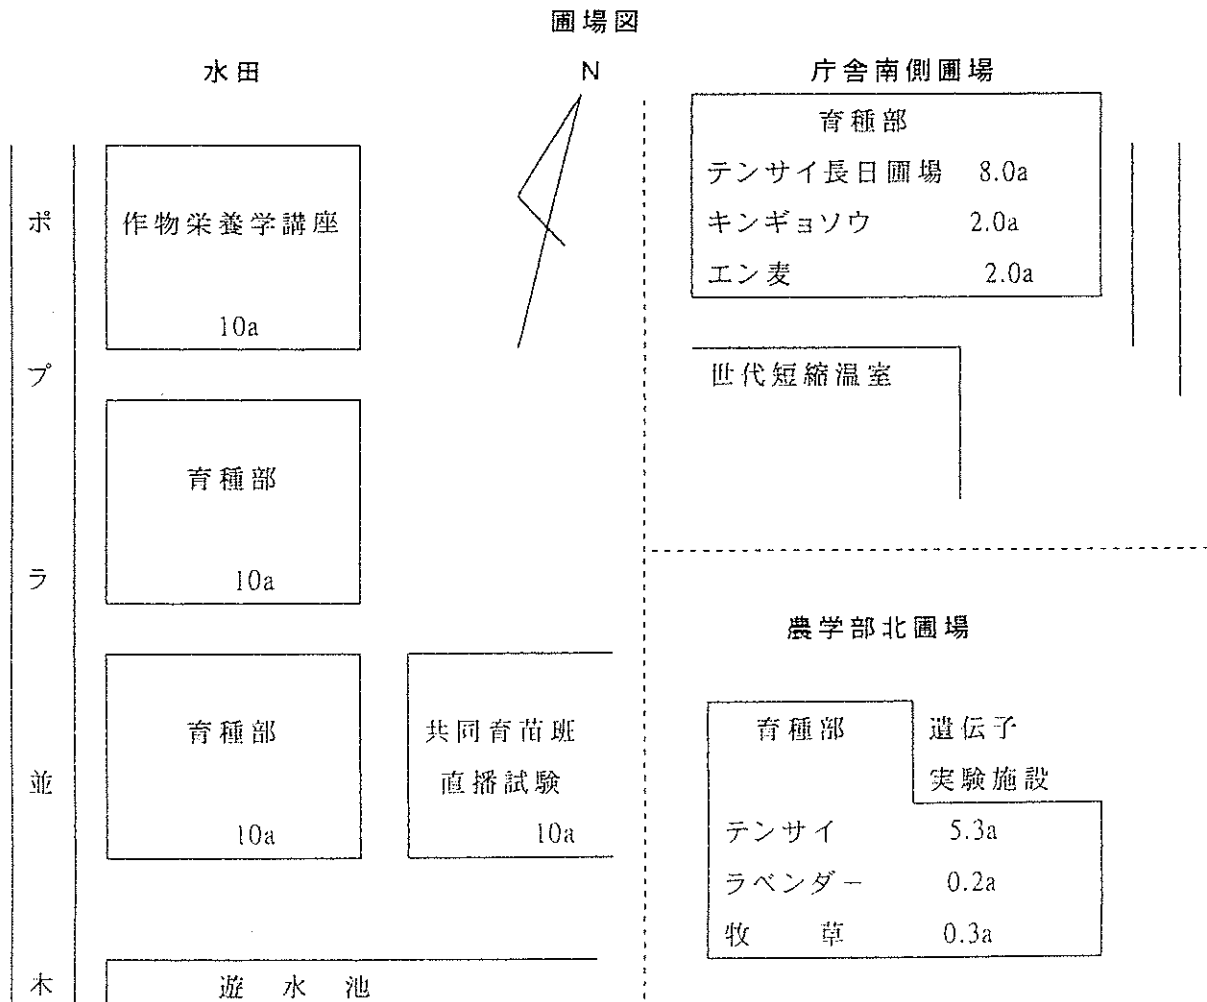 圃場図
水田
N
ポプラ並木
作物栄養学講座
10a
育種部
10a
育種部
10a
共同育苗班
直播試験
10a
遊水池
庁舎南側圃場
育種部
テンサイ長日圃場 8.0a
キンギョソウ 2.0a
エン麦 2.0a
世代短縮温室
農学部北圃場
育種部
遺伝子
実験施設
テンサイ 5.3a
ラベンダー 0.2a
牧草 0.3a